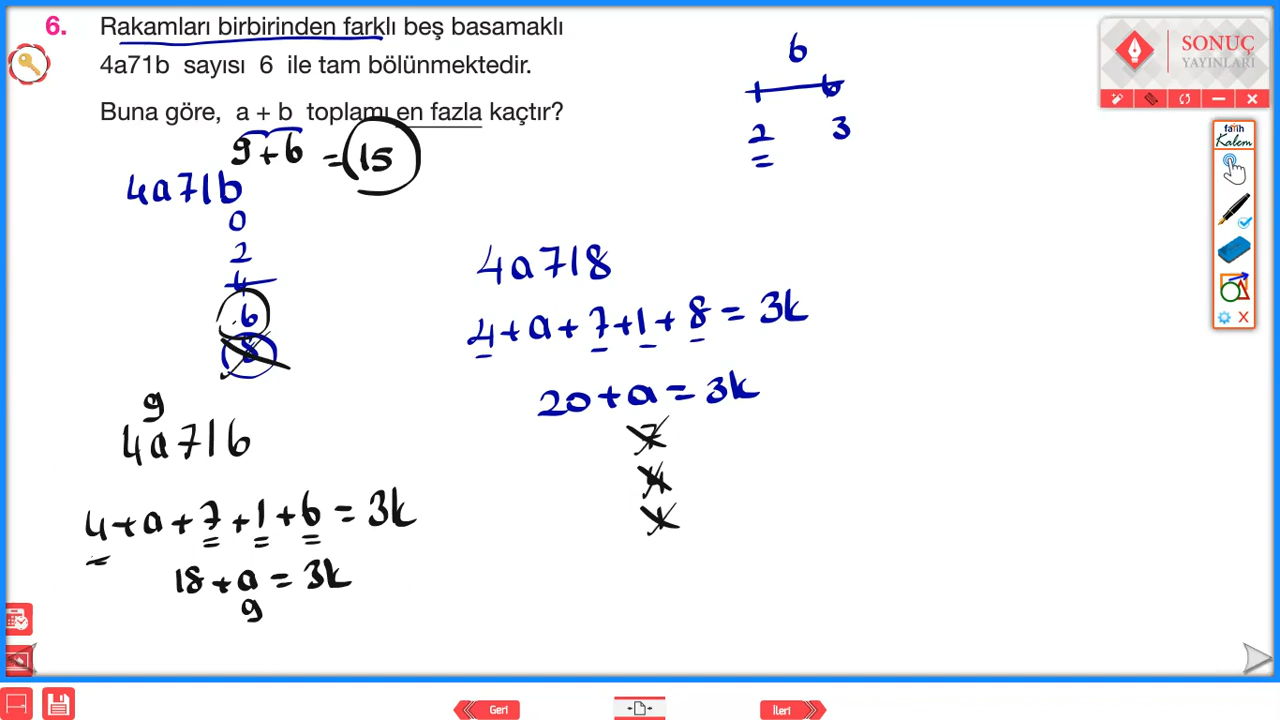 6. Rakamları birbirinden farklı beş basamaklı
4a71b sayısı 6 ile tam bölünmektedir.
Buna göre, a + b toplamı en fazla kaçtır?
9+6 = 15
4a71b
0
2
4
6
8
9
4a716
4+a+7+1+6=3k
18+a=3k
9
6
2 3
4a718
4+a+7+1+8=3k
20+a=3k
7
4
1
SONUÇ
YAYINLARI
fatih
Kalem
Geri
İleri